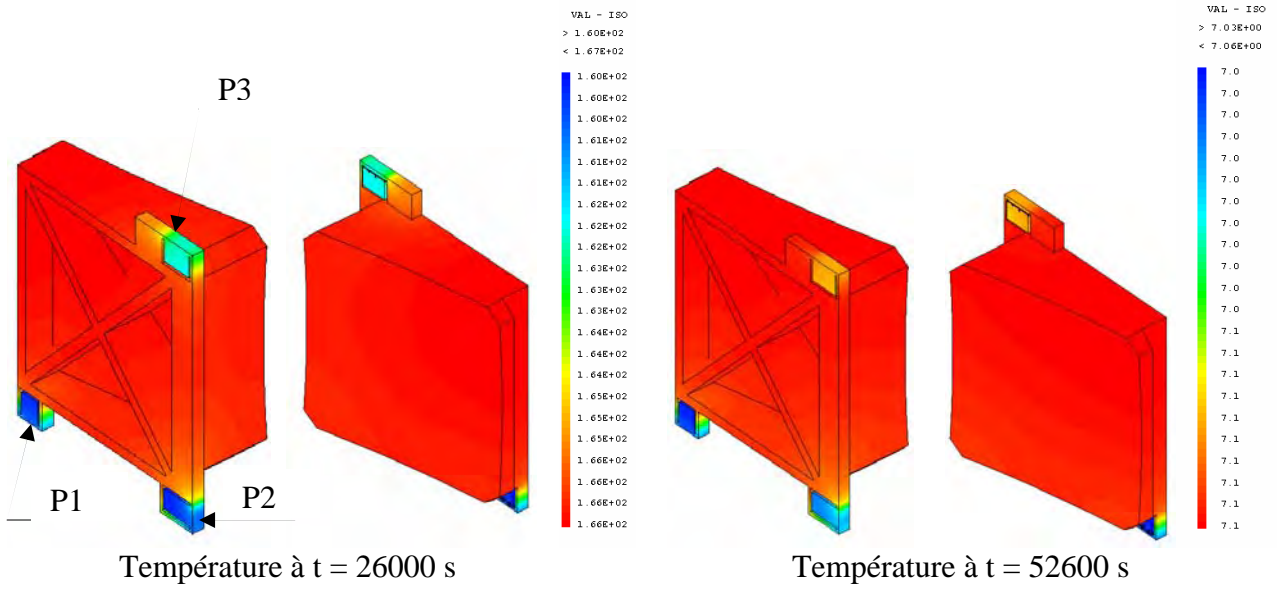 VAL - ISO
> 1.60E+02
< 1.67E+02
1.60E+02
1.60E+02
1.61E+02
1.61E+02
1.61E+02
1.61E+02
1.62E+02
1.62E+02
1.62E+02
1.63E+02
1.63E+02
1.63E+02
1.64E+02
1.64E+02
1.64E+02
1.65E+02
1.65E+02
1.65E+02
1.66E+02
1.66E+02
1.66E+02
1.66E+02
P3
P1
P2
Température à t = 26000 s
VAL - ISO
> 7.03E+00
< 7.06E+00
7.0
7.0
7.0
7.0
7.0
7.0
7.0
7.0
7.0
7.0
7.0
7.0
7.1
7.1
7.1
7.1
7.1
7.1
7.1
7.1
7.1
7.1
Température à t = 52600 s